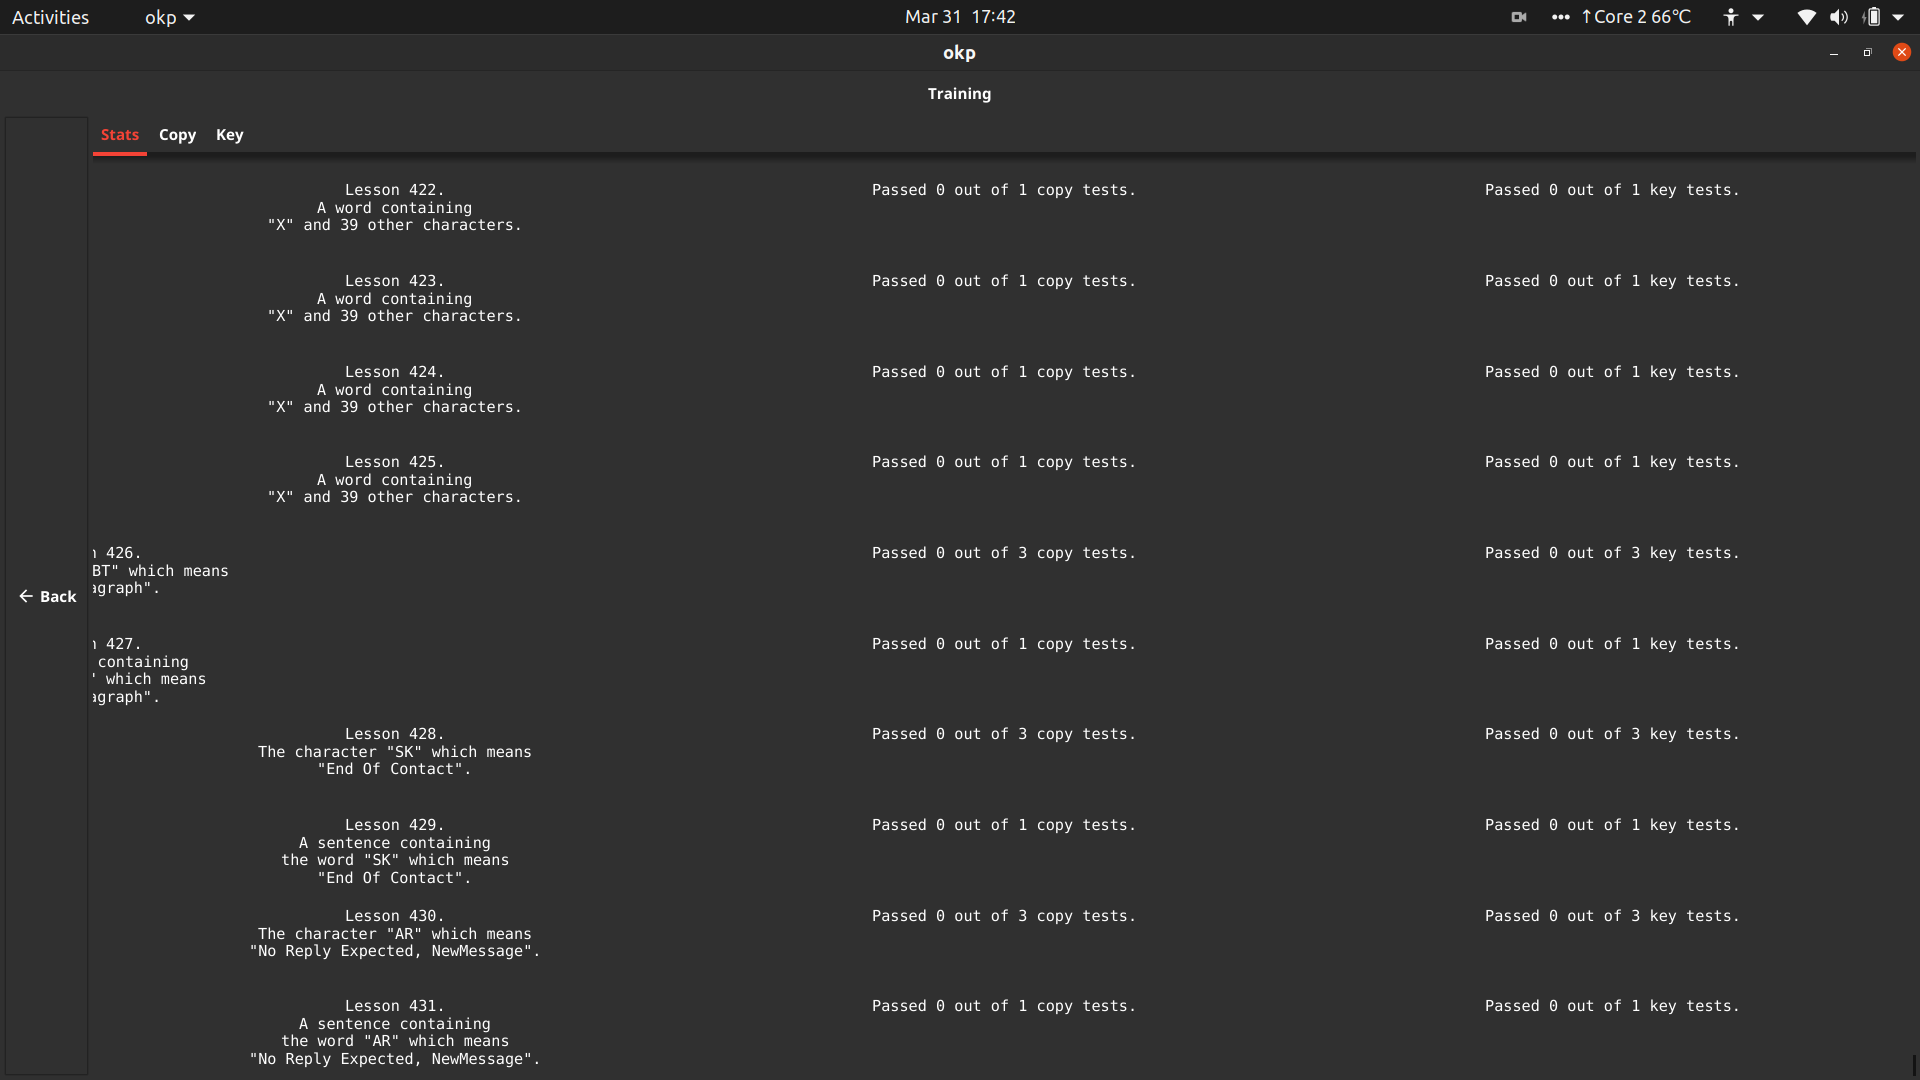 Activities okp Mar 31 17:42 ↑Core 2 66°C
okp
Training
Stats Copy Key
Lesson 422. Passed 0 out of 1 copy tests. Passed 0 out of 1 key tests.
A word containing
"X" and 39 other characters.
Lesson 423. Passed 0 out of 1 copy tests. Passed 0 out of 1 key tests.
A word containing
"X" and 39 other characters.
Lesson 424. Passed 0 out of 1 copy tests. Passed 0 out of 1 key tests.
A word containing
"X" and 39 other characters.
Lesson 425. Passed 0 out of 1 copy tests. Passed 0 out of 1 key tests.
A word containing
"X" and 39 other characters.
426. Passed 0 out of 3 copy tests. Passed 0 out of 3 key tests.
BT" which means
agraph".
← Back
427. Passed 0 out of 1 copy tests. Passed 0 out of 1 key tests.
containing
" which means
agraph".
Lesson 428. Passed 0 out of 3 copy tests. Passed 0 out of 3 key tests.
The character "SK" which means
"End Of Contact".
Lesson 429. Passed 0 out of 1 copy tests. Passed 0 out of 1 key tests.
A sentence containing
the word "SK" which means
"End Of Contact".
Lesson 430. Passed 0 out of 3 copy tests. Passed 0 out of 3 key tests.
The character "AR" which means
"No Reply Expected, NewMessage".
Lesson 431. Passed 0 out of 1 copy tests. Passed 0 out of 1 key tests.
A sentence containing
the word "AR" which means
"No Reply Expected, NewMessage".